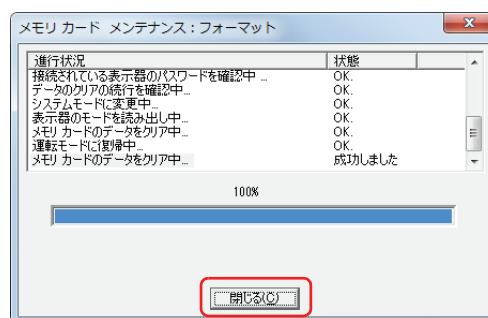 メモリ カード メンテナンス：フォーマット
進行状況 状態
接続されている表示器のパスワードを確認中 ... OK.
データのクリアの続行を確認中... OK.
システムモードに変更中... OK.
表示器のモードを読み出し中... OK.
メモリ カードのデータをクリア中... OK.
運転モードに復帰中... OK.
メモリ カードのデータをクリア中... 成功しました
100%
閉じる(C)